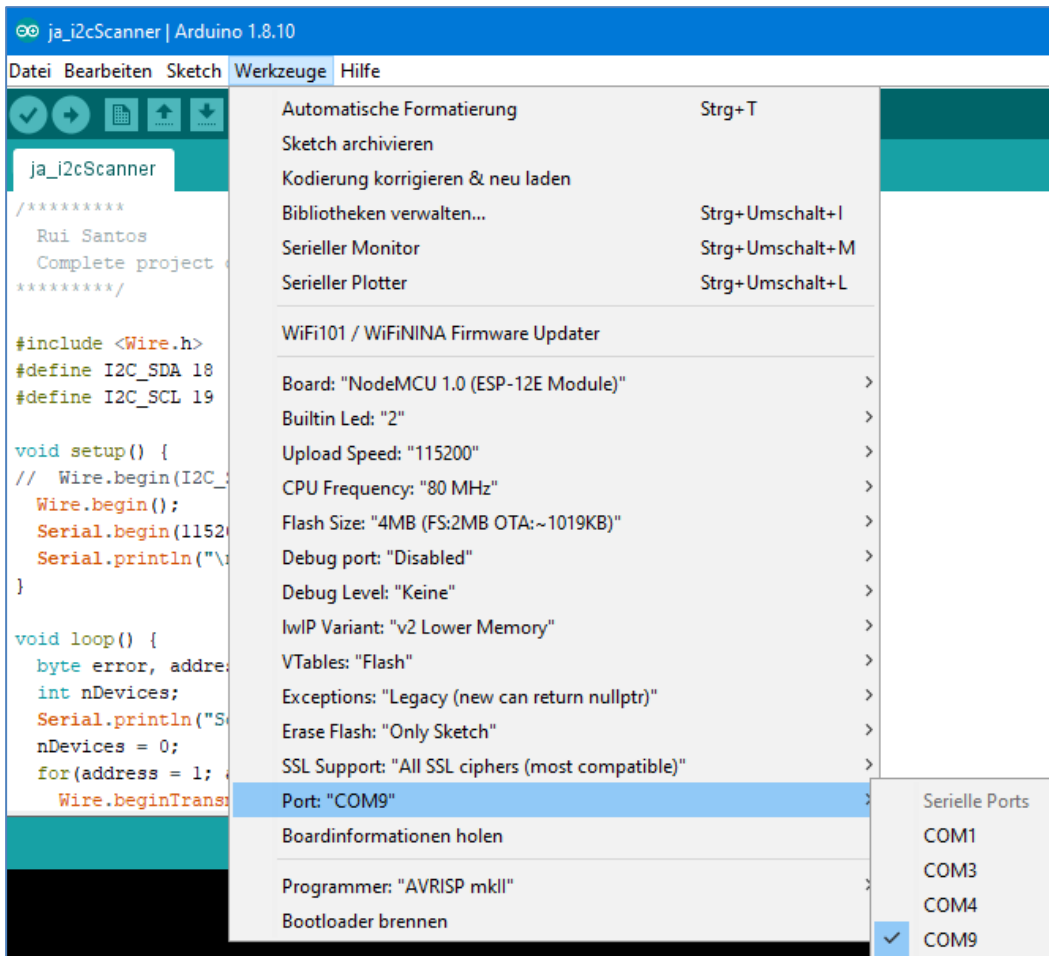 ja_i2cScanner | Arduino 1.8.10
Datei Bearbeiten Sketch Werkzeuge Hilfe
ja_i2cScanner
/*********
Rui Santos
Complete project
*********/
#include <Wire.h>
#define I2C_SDA 18
#define I2C_SCL 19
void setup() {
// Wire.begin(I2C_
Wire.begin();
Serial.begin(1152
Serial.println("\
}
void loop() {
byte error, addre
int nDevices;
Serial.println("S
nDevices = 0;
for(address = 1;
Wire.beginTrans
Automatische Formatierung Strg+T
Sketch archivieren
Kodierung korrigieren & neu laden
Bibliotheken verwalten... Strg+Umschalt+I
Serieller Monitor Strg+Umschalt+M
Serieller Plotter Strg+Umschalt+L
WiFi101 / WiFiNINA Firmware Updater
Board: "NodeMCU 1.0 (ESP-12E Module)"
Builtin Led: "2"
Upload Speed: "115200"
CPU Frequency: "80 MHz"
Flash Size: "4MB (FS:2MB OTA:~1019KB)"
Debug port: "Disabled"
Debug Level: "Keine"
lwIP Variant: "v2 Lower Memory"
VTables: "Flash"
Exceptions: "Legacy (new can return nullptr)"
Erase Flash: "Only Sketch"
SSL Support: "All SSL ciphers (most compatible)"
Port: "COM9"
Boardinformationen holen
Programmer: "AVRISP mkII"
Bootloader brennen
Serielle Ports
COM1
COM3
COM4
COM9